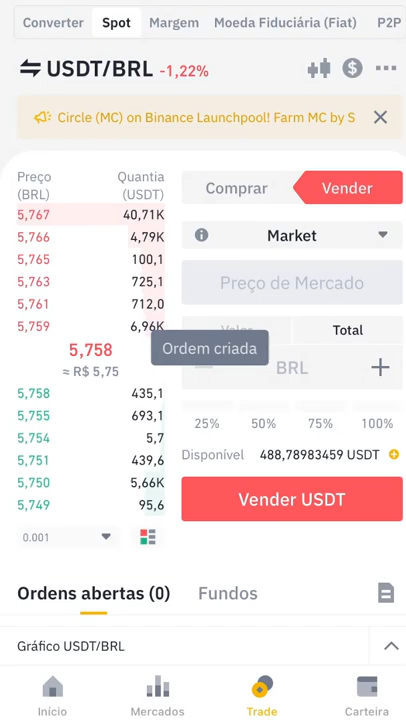 Converter Spot Margem Moeda Fiduciária (Fiat) P2P
USDT/BRL -1,22%
Circle (MC) on Binance Launchpool! Farm MC by S
Preço Quantia
(BRL) (USDT)
5,767 40,71K
5,766 4,79K
5,765 100,1
5,763 725,1
5,761 712,0
5,759 6,96K
5,758
≈ R$ 5,75
5,758 435,1
5,755 693,1
5,754 5,7
5,751 439,6
5,750 5,66K
5,749 95,6
0.001
Comprar Vender
Market
Preço de Mercado
Valor Total
Ordem criada
BRL
25% 50% 75% 100%
Disponível 488,78983459 USDT
Vender USDT
Ordens abertas (0) Fundos
Gráfico USDT/BRL
Início Mercados Trade Carteira